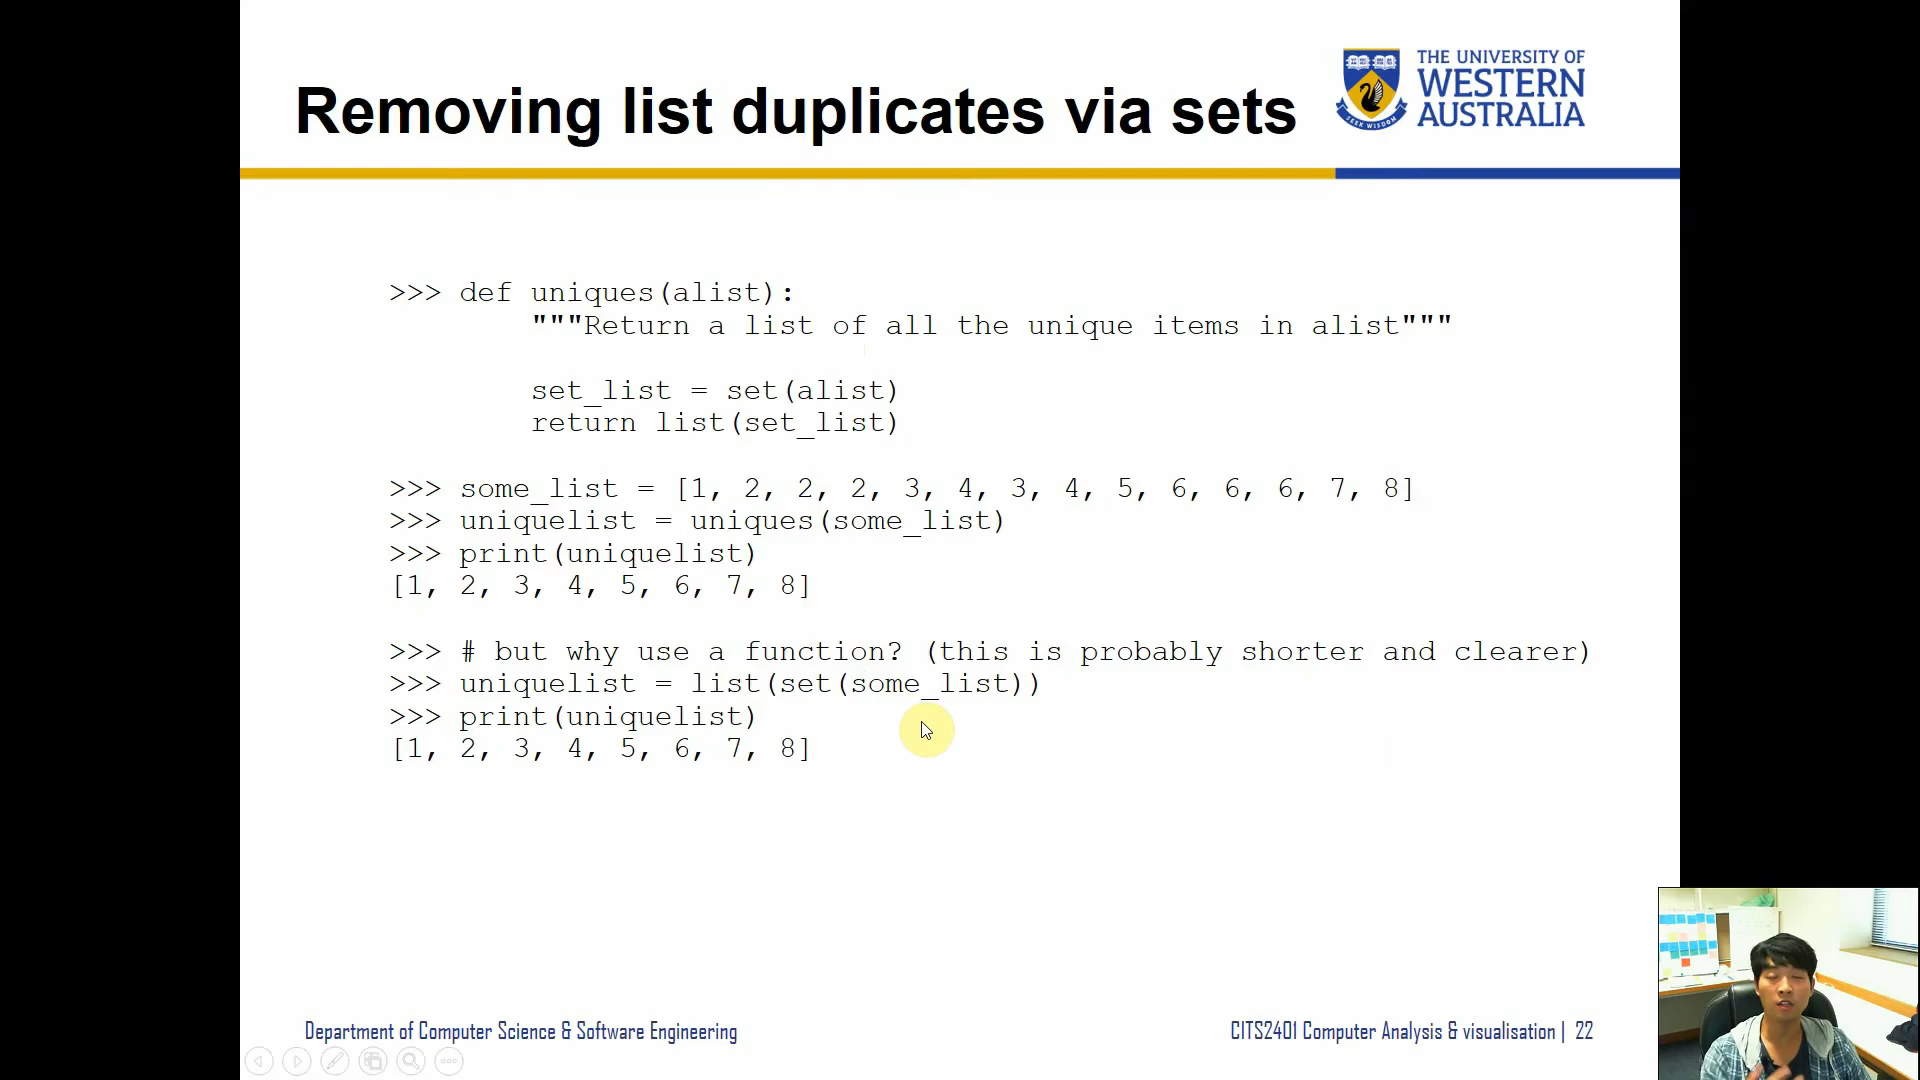 Removing list duplicates via sets
THE UNIVERSITY OF
WESTERN
AUSTRALIA
SEEK WISDOM
>>> def uniques(alist):
"""Return a list of all the unique items in alist"""
set_list = set(alist)
return list(set_list)
>>> some_list = [1, 2, 2, 2, 3, 4, 3, 4, 5, 6, 6, 6, 7, 8]
>>> uniquelist = uniques(some_list)
>>> print(uniquelist)
[1, 2, 3, 4, 5, 6, 7, 8]
>>> # but why use a function? (this is probably shorter and clearer)
>>> uniquelist = list(set(some_list))
>>> print(uniquelist)
[1, 2, 3, 4, 5, 6, 7, 8]
Department of Computer Science & Software Engineering
CITS2401 Computer Analysis & visualisation | 22